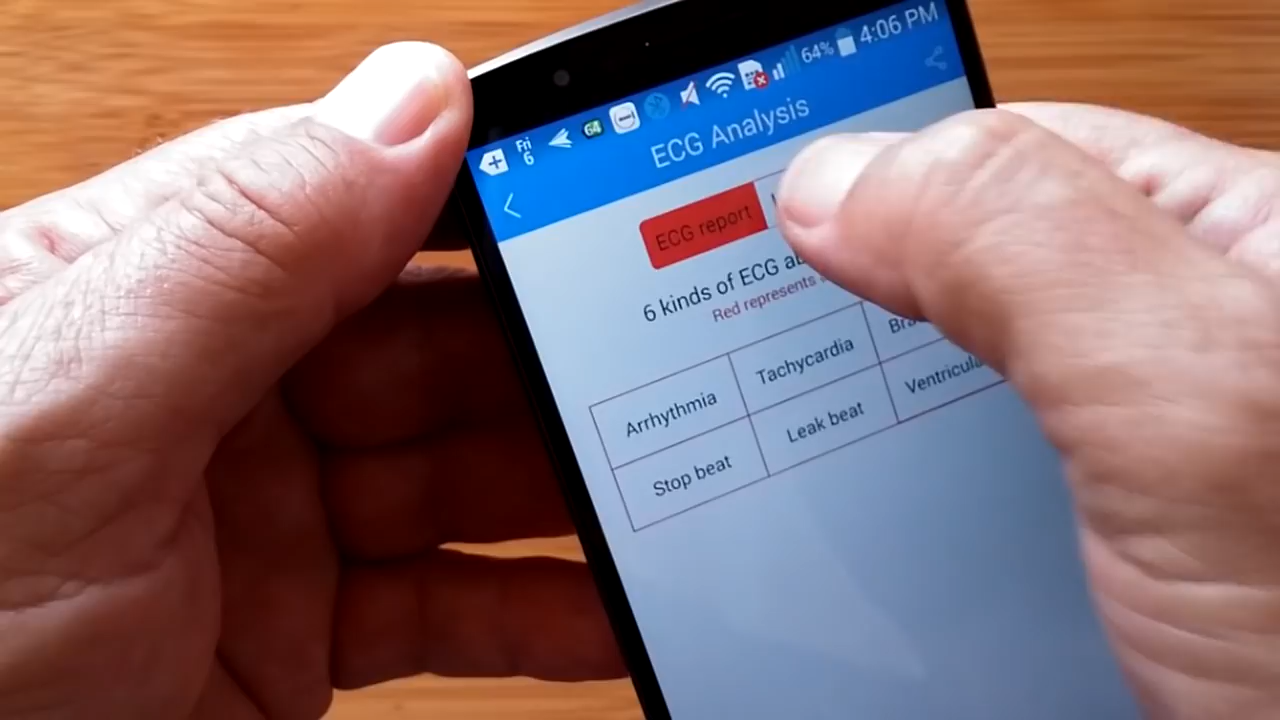 Fri
6
64
64%
4:06 PM
ECG Analysis
ECG report
6 kinds of ECG
Red represents
Arrhythmia
Tachycardia
Stop beat
Leak beat